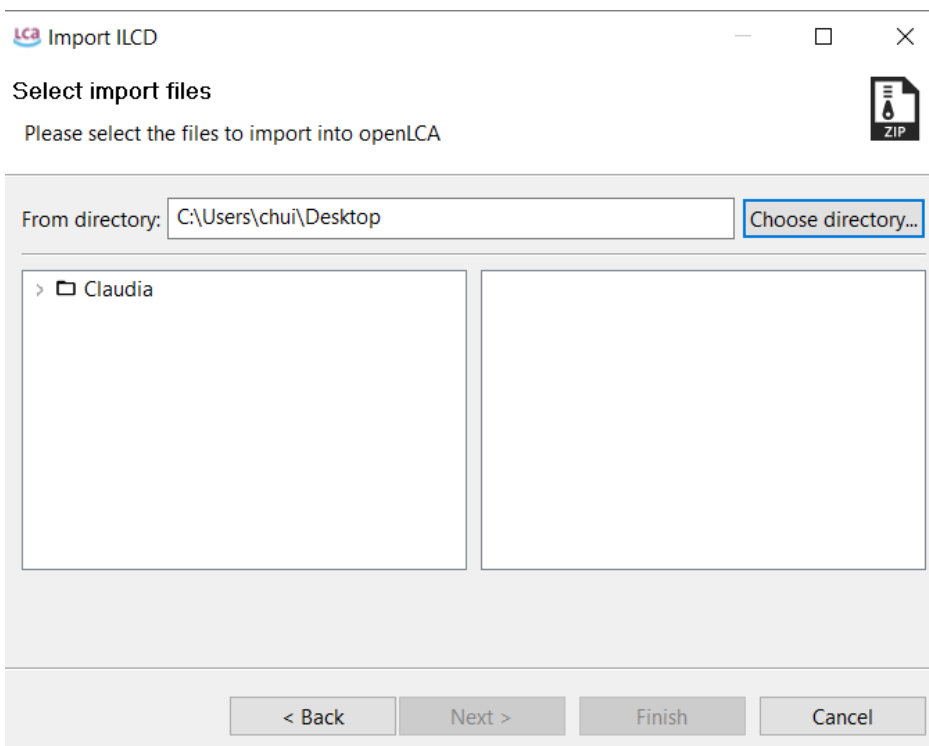 LCa Import ILCD
Select import files
ZIP
Please select the files to import into openLCA
From directory: C:\Users\chui\Desktop Choose directory...
Claudia
< Back Next > Finish Cancel